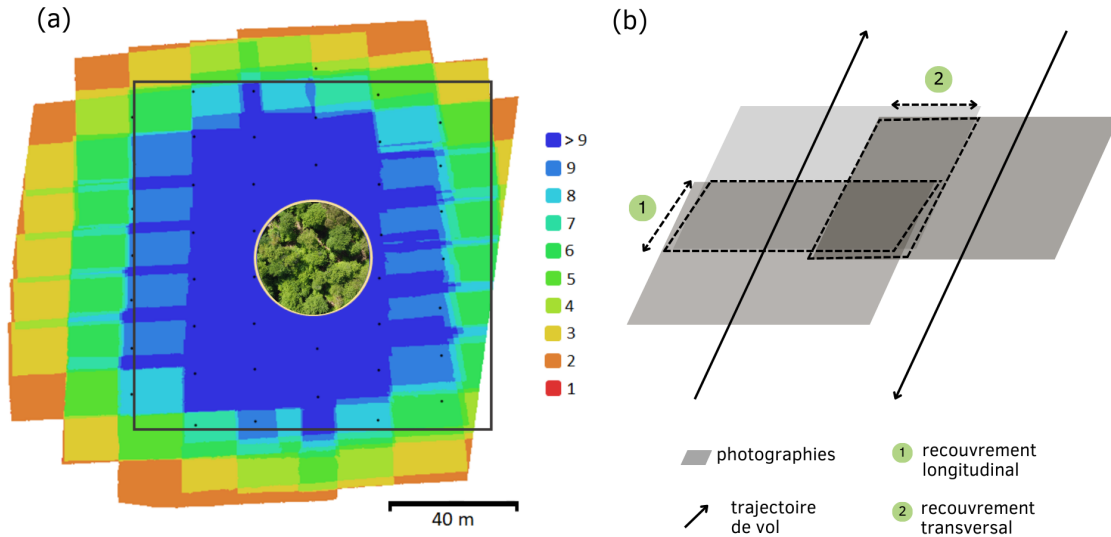 (a)
> 9
9
8
7
6
5
4
3
2
1
40 m
(b)
2
1
photographies
trajectoire
de vol
1 recouvrement
longitudinal
2 recouvrement
transversal